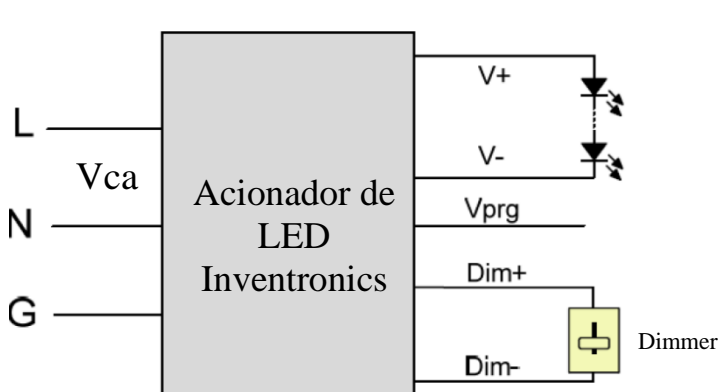 L
Vca
N
G
Acionador de
LED
Inventronics
V+
V-
Vprg
Dim+
Dim-
Dimmer